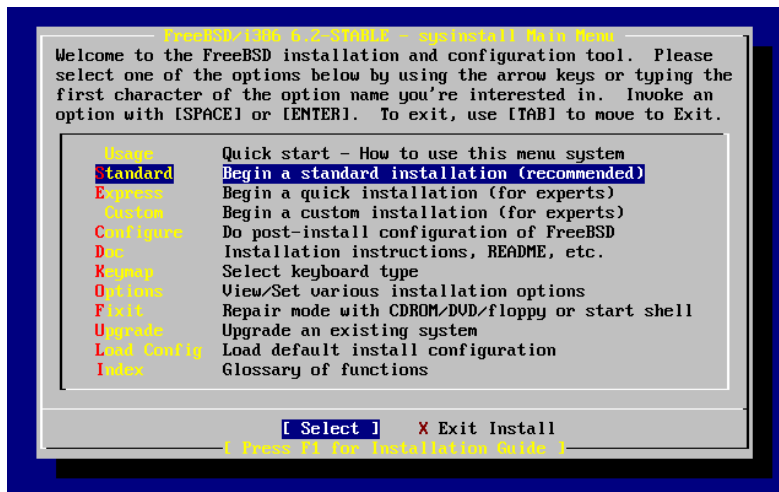 FreeBSD/i386 6.2-STABLE - sysinstall Main Menu
Welcome to the FreeBSD installation and configuration tool.  Please
select one of the options below by using the arrow keys or typing the
first character of the option name you're interested in.  Invoke an
option with [SPACE] or [ENTER].  To exit, use [TAB] to move to Exit.
Usage Quick start - How to use this menu system
Standard Begin a standard installation (recommended)
Express Begin a quick installation (for experts)
Custom Begin a custom installation (for experts)
Configure Do post-install configuration of FreeBSD
Doc Installation instructions, README, etc.
Keymap Select keyboard type
Options View/Set various installation options
Fixit Repair mode with CDROM/DVD/floppy or start shell
Upgrade Upgrade an existing system
Load Config Load default install configuration
Index Glossary of functions
[ Select ] X Exit Install
[ Press F1 for Installation Guide ]